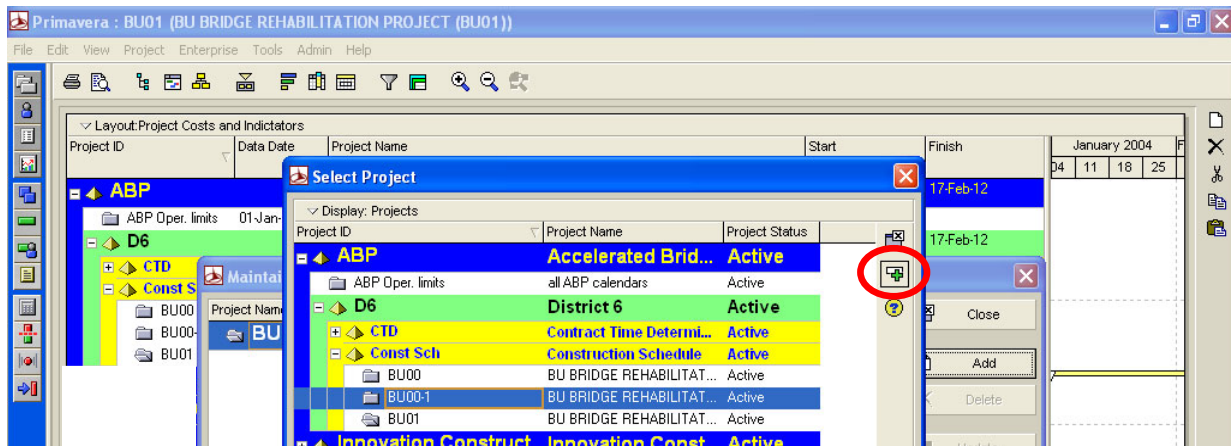 Primavera : BU01 (BU BRIDGE REHABILITATION PROJECT (BU01))
File Edit View Project Enterprise Tools Admin Help
Layout:Project Costs and Indictators
Project ID Data Date Project Name Start Finish January 2004 F
04 11 18 25
ABP 17-Feb-12
ABP Oper. limits 01-Jan-
D6 17-Feb-12
CTD
Const S
BU00
BU00-
BU01
Maintai
Project Name
BU
Select Project
Display: Projects
Project ID Project Name Project Status
ABP Accelerated Brid... Active
ABP Oper. limits all ABP calendars Active
D6 District 6 Active
CTD Contract Time Determi... Active
Const Sch Construction Schedule Active
BU00 BU BRIDGE REHABILITAT... Active
BU00-1 BU BRIDGE REHABILITAT... Active
BU01 BU BRIDGE REHABILITAT... Active
Innovation Construct Innovation Const Active
Close
Add
Delete